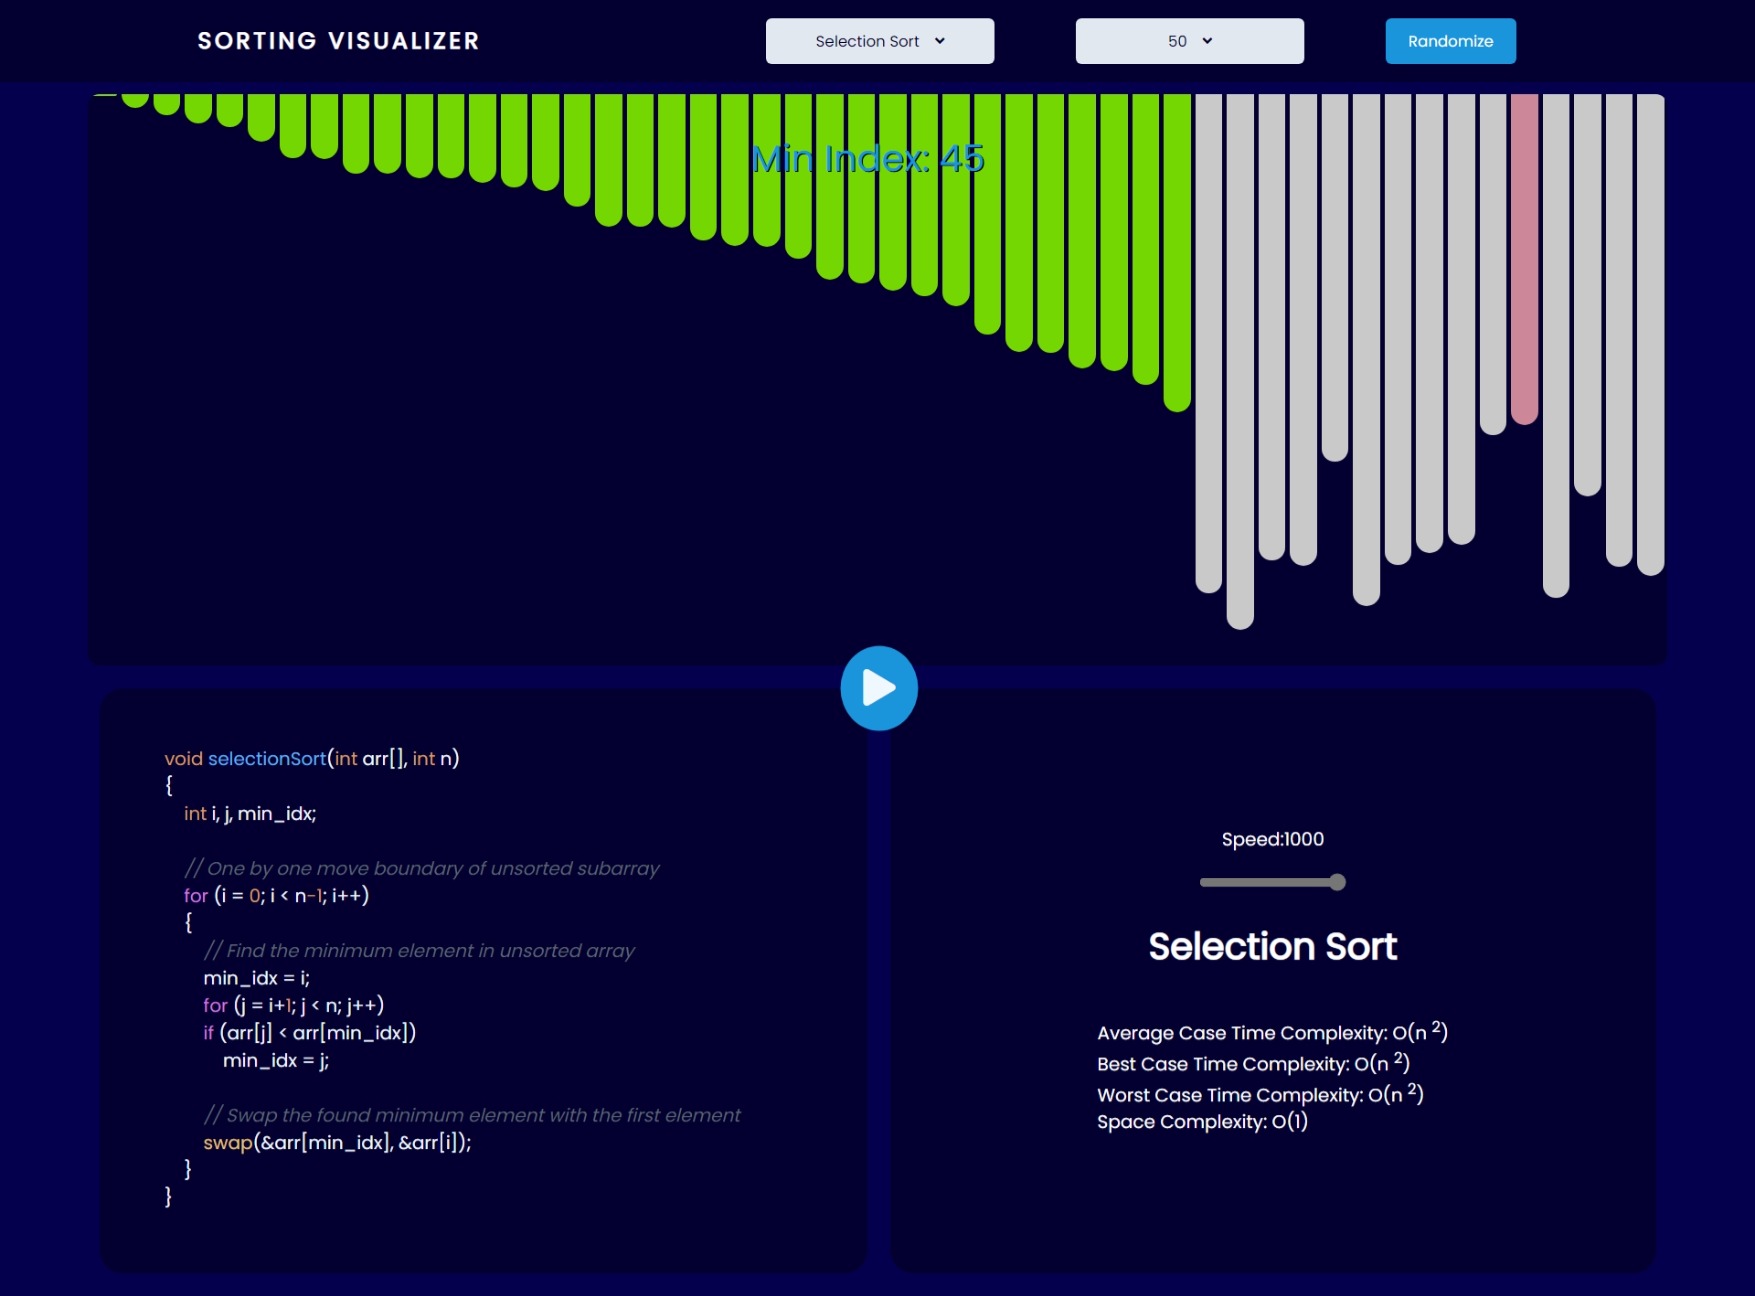 SORTING VISUALIZER
Selection Sort
50
Randomize
Min Index: 45
void selectionSort(int arr[], int n)
{
int i, j, min_idx;
// One by one move boundary of unsorted subarray
for (i = 0; i < n-1; i++)
{
// Find the minimum element in unsorted array
min_idx = i;
for (j = i+1; j < n; j++)
if (arr[j] < arr[min_idx])
min_idx = j;
// Swap the found minimum element with the first element
swap(&arr[min_idx], &arr[i]);
}
}
Speed:1000
Selection Sort
Average Case Time Complexity: O(n 2)
Best Case Time Complexity: O(n 2)
Worst Case Time Complexity: O(n 2)
Space Complexity: O(1)